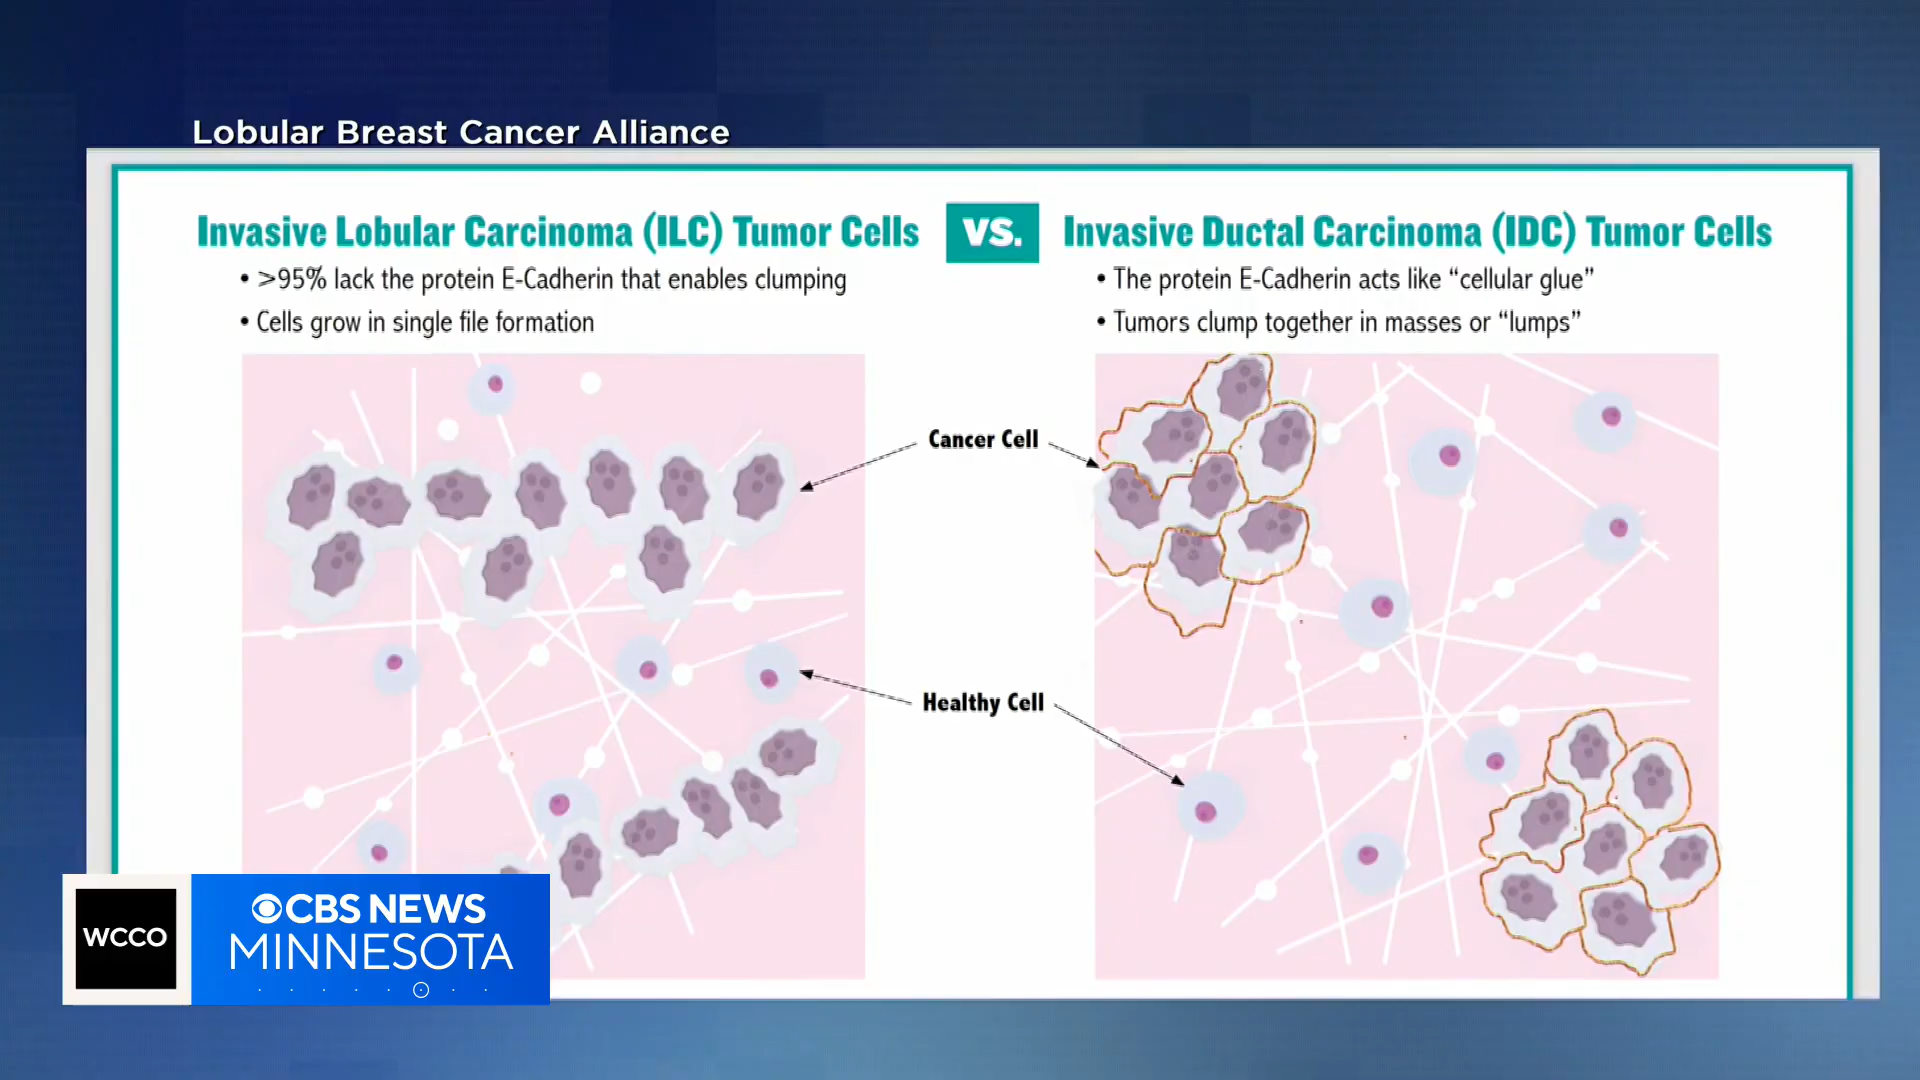 Lobular Breast Cancer Alliance
Invasive Lobular Carcinoma (ILC) Tumor Cells
VS.
Invasive Ductal Carcinoma (IDC) Tumor Cells
• >95% lack the protein E-Cadherin that enables clumping
• Cells grow in single file formation
• The protein E-Cadherin acts like “cellular glue”
• Tumors clump together in masses or “lumps”
Cancer Cell
Healthy Cell
WCCO
CBS NEWS
MINNESOTA